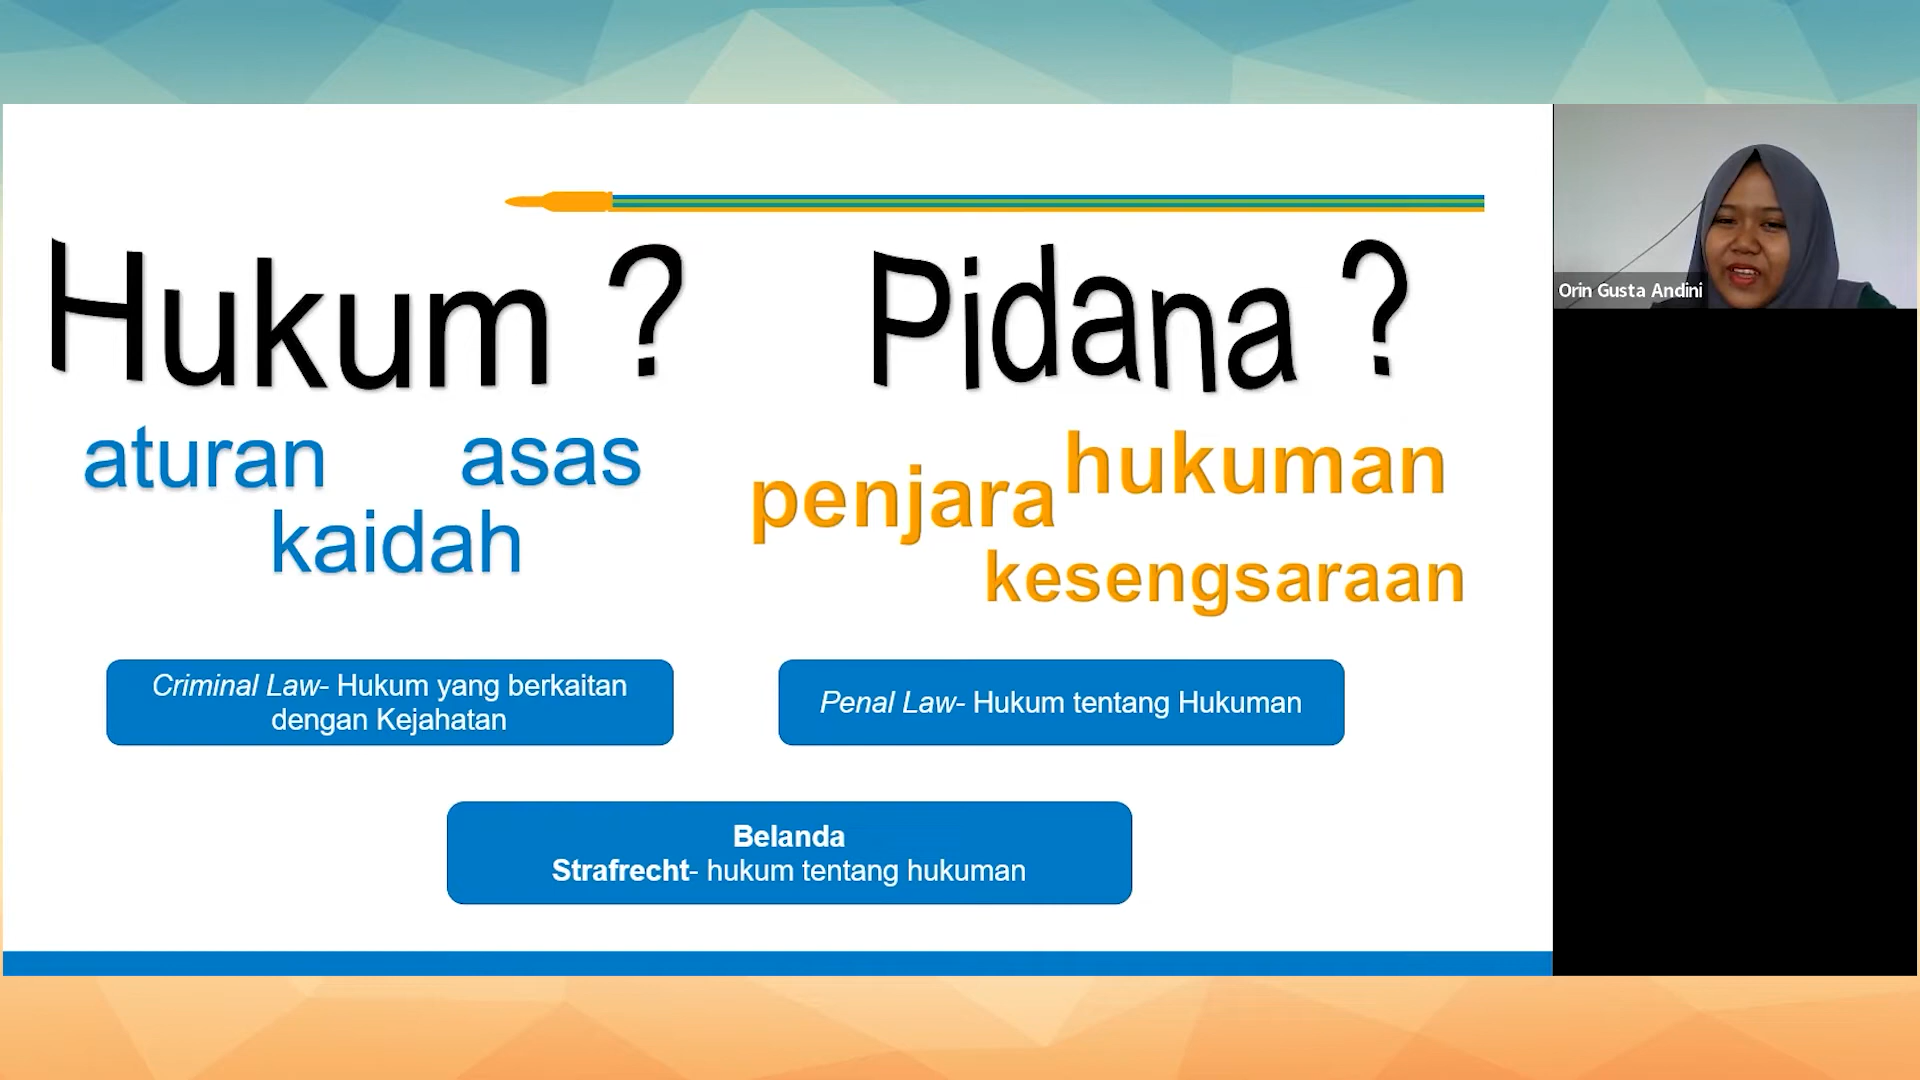 Hukum ?
Pidana ?
aturan
asas
kaidah
penjara
hukuman
kesengsaraan
Criminal Law- Hukum yang berkaitan
dengan Kejahatan
Penal Law- Hukum tentang Hukuman
Belanda
Strafrecht- hukum tentang hukuman
Orin Gusta Andini